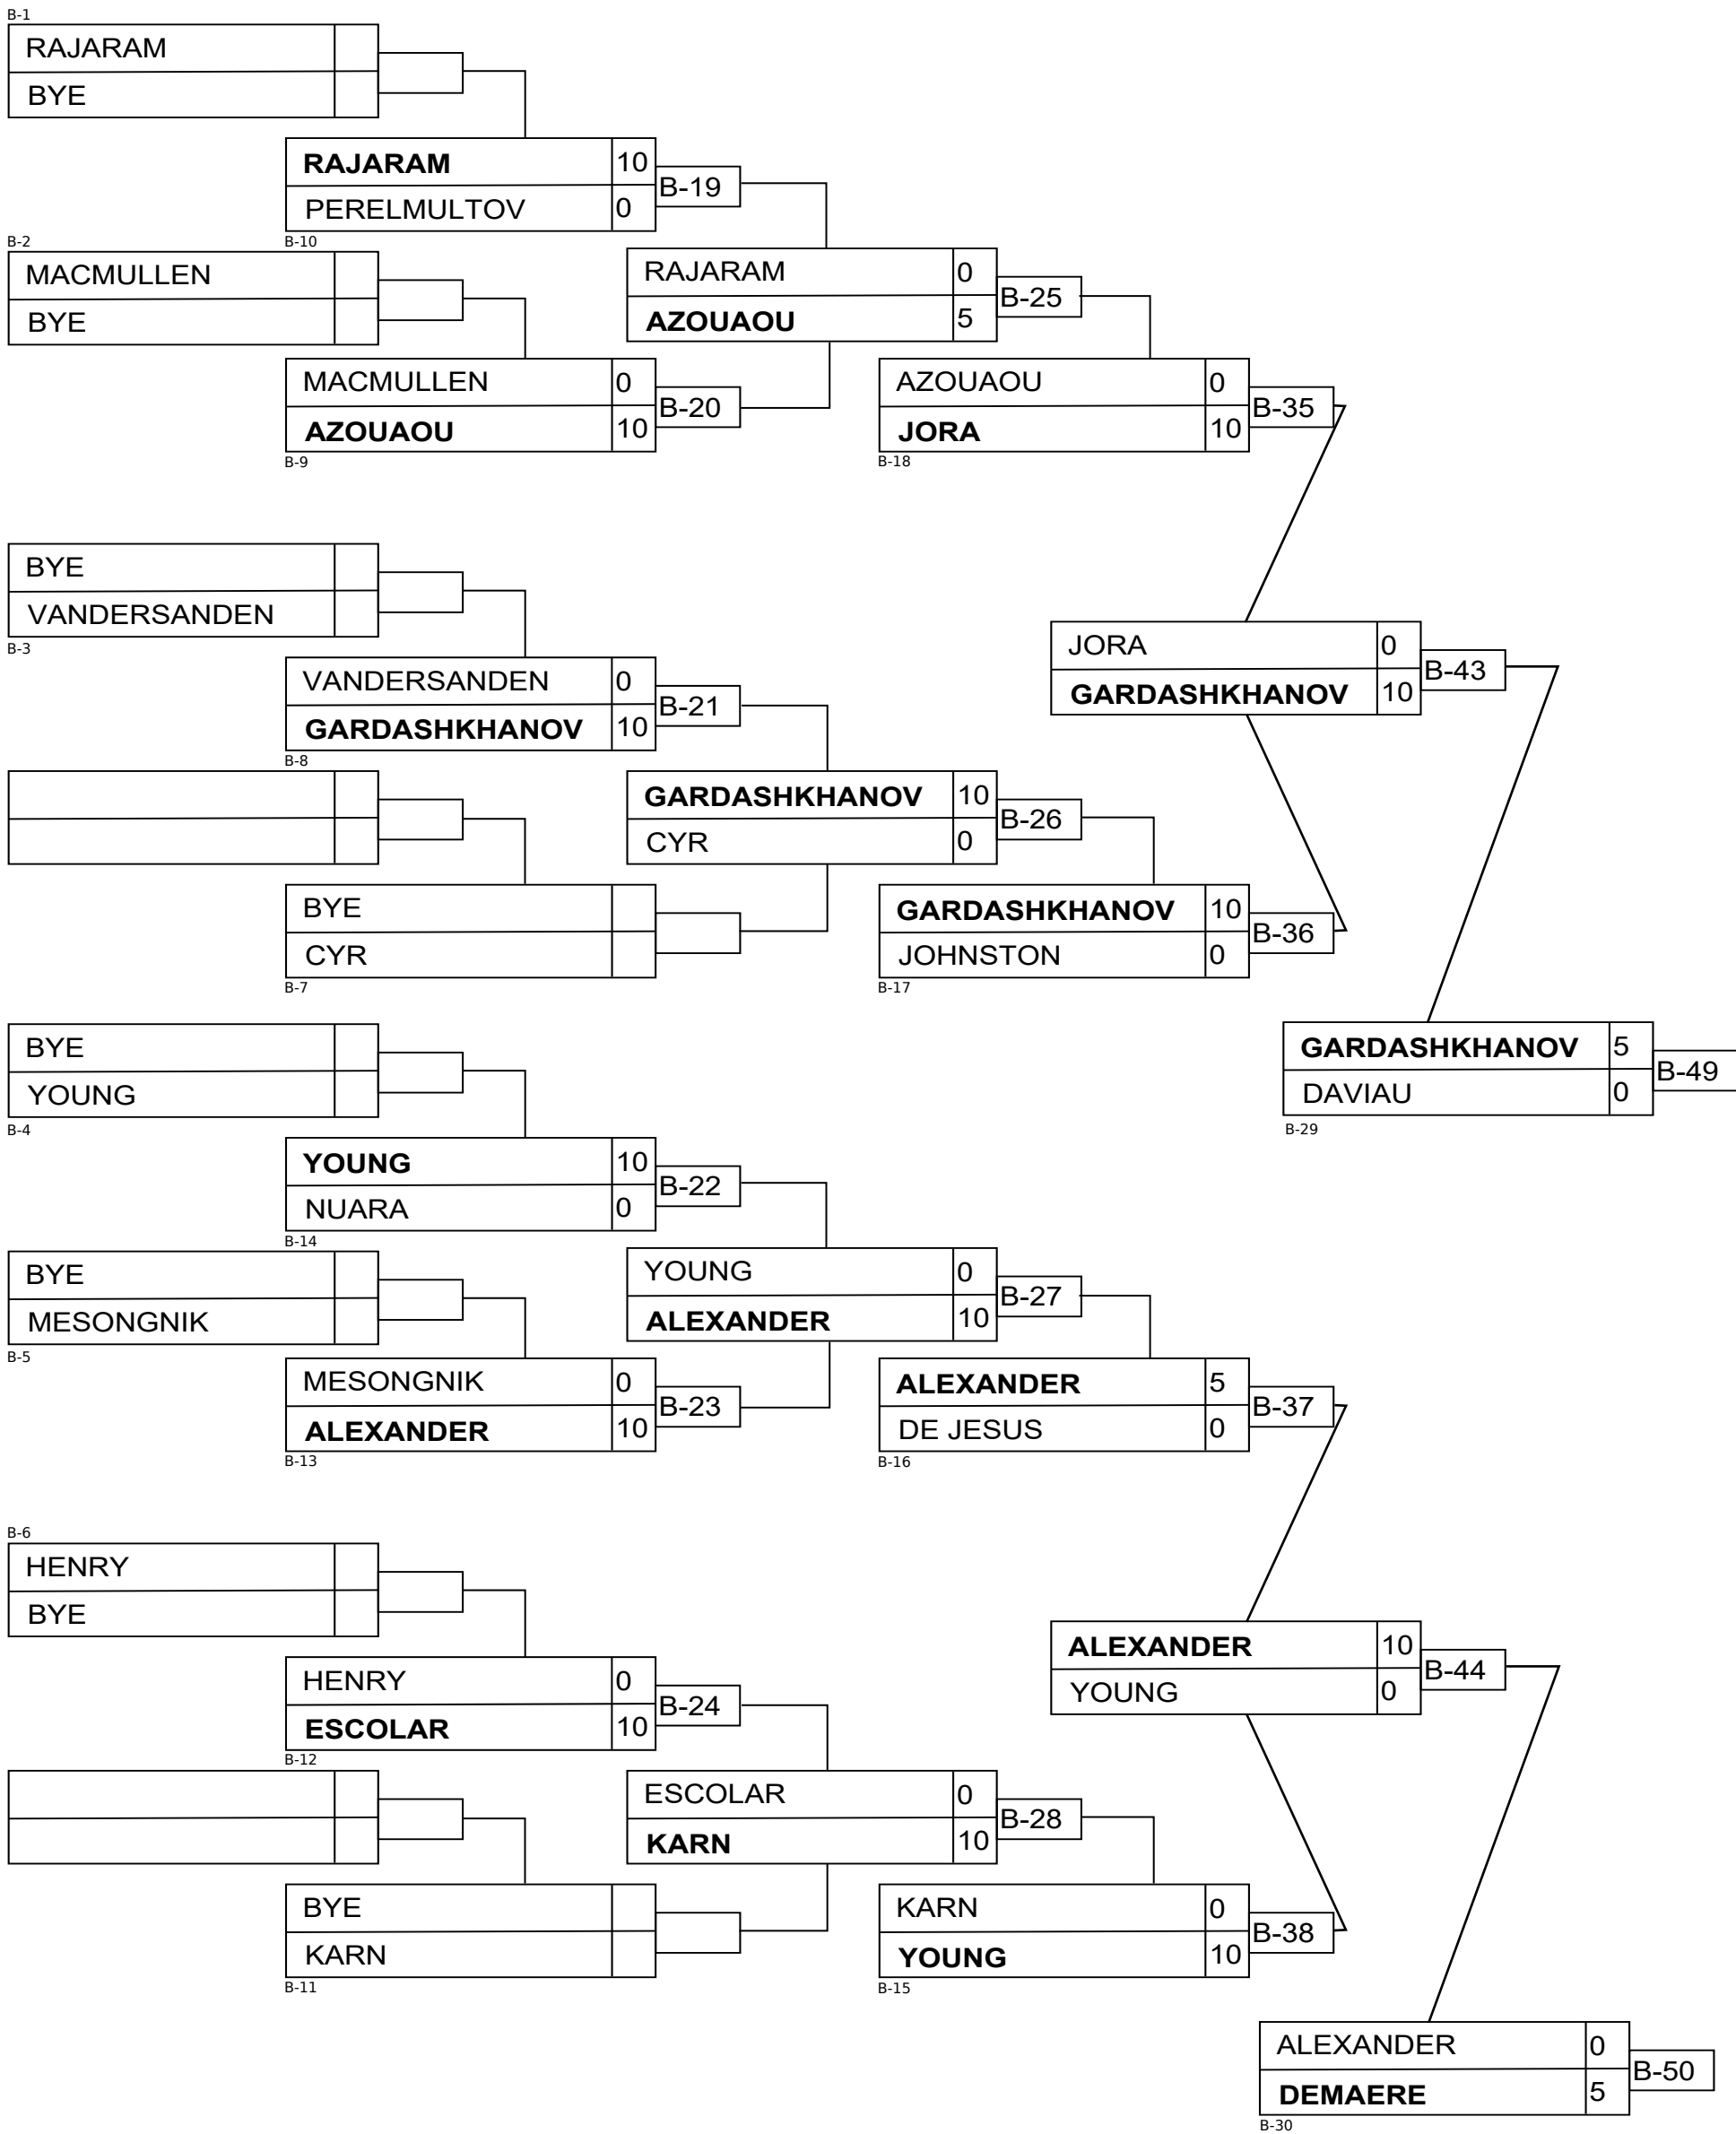 B-1
RAJARAM
BYE
RAJARAM 10
B-19
PERELMULTOV 0
B-10
B-2
MACMULLEN
BYE
RAJARAM 0
B-25
AZOUAOU 5
MACMULLEN 0
B-20
AZOUAOU 10
B-9
AZOUAOU 0
B-35
JORA 10
B-18
BYE
VANDERSANDEN
B-3
JORA 0
B-43
GARDASHKHANOV 10
VANDERSANDEN 0
B-21
GARDASHKHANOV 10
B-8
GARDASHKHANOV 10
B-26
CYR 0
BYE
CYR
B-7
GARDASHKHANOV 10
B-36
JOHNSTON 0
B-17
BYE
YOUNG
B-4
GARDASHKHANOV 5
B-49
DAVIAU 0
B-29
YOUNG 10
B-22
NUARA 0
B-14
BYE
MESONGNIK
B-5
YOUNG 0
B-27
ALEXANDER 10
MESONGNIK 0
B-23
ALEXANDER 10
B-13
ALEXANDER 5
B-37
DE JESUS 0
B-16
B-6
HENRY
BYE
ALEXANDER 10
B-44
YOUNG 0
HENRY 0
B-24
ESCOLAR 10
B-12
ESCOLAR 0
B-28
KARN 10
BYE
KARN
B-11
KARN 0
B-38
YOUNG 10
B-15
ALEXANDER 0
B-50
DEMAERE 5
B-30